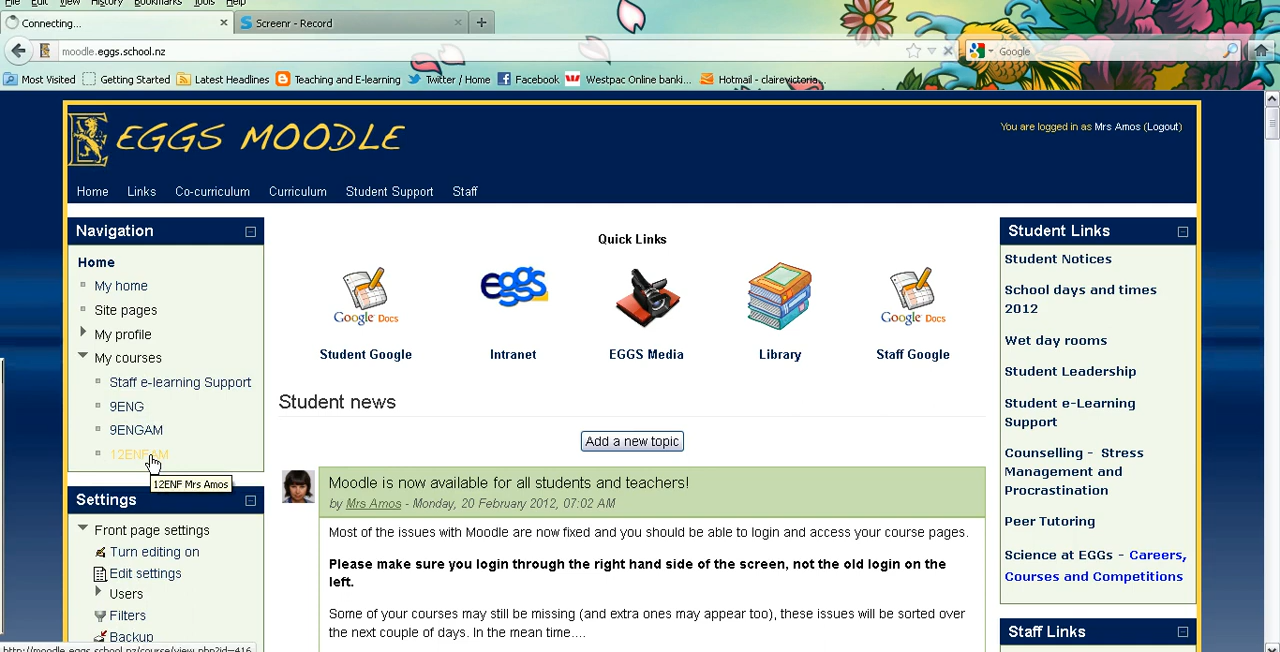 File Edit View History Bookmarks Tools Help
Connecting...
Screenr - Record
moodle.eggs.school.nz
Google
Most Visited
Getting Started
Latest Headlines
Teaching and E-learning
Twitter / Home
Facebook
Westpac Online banki...
Hotmail - clairevictoria...
EGGS MOODLE
You are logged in as Mrs Amos (Logout)
Home
Links
Co-curriculum
Curriculum
Student Support
Staff
Navigation
Home
My home
Site pages
My profile
My courses
Staff e-learning Support
9ENG
9ENGAM
12ENFAM
12ENF Mrs Amos
Settings
Front page settings
Turn editing on
Edit settings
Users
Filters
Backup
http://moodle.eggs.school.nz/course/view.php?id=416
Quick Links
Google Docs
eggs
Google Docs
Student Google
Intranet
EGGS Media
Library
Staff Google
Student news
Add a new topic
Moodle is now available for all students and teachers!
by Mrs Amos - Monday, 20 February 2012, 07:02 AM
Most of the issues with Moodle are now fixed and you should be able to login and access your course pages.
Please make sure you login through the right hand side of the screen, not the old login on the
left.
Some of your courses may still be missing (and extra ones may appear too), these issues will be sorted over
the next couple of days. In the mean time....
Student Links
Student Notices
School days and times
2012
Wet day rooms
Student Leadership
Student e-Learning
Support
Counselling - Stress
Management and
Procrastination
Peer Tutoring
Science at EGGs - Careers,
Courses and Competitions
Staff Links